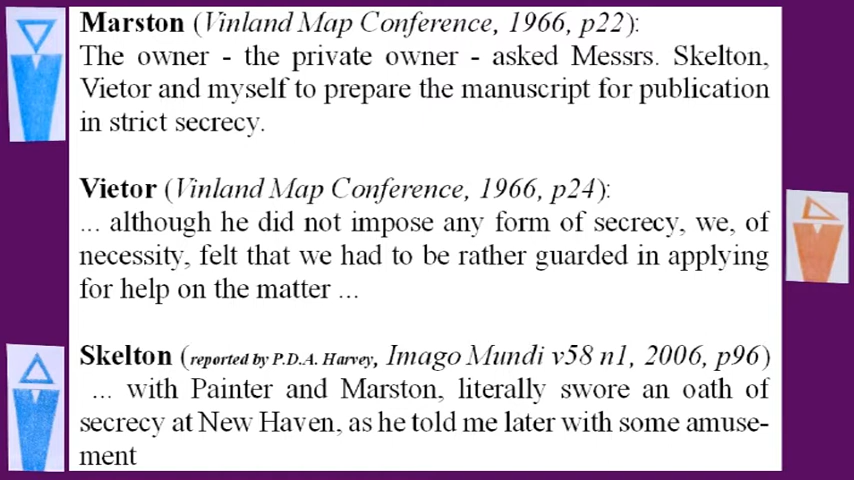 Marston (Vinland Map Conference, 1966, p22):
The owner - the private owner - asked Messrs. Skelton,
Vietor and myself to prepare the manuscript for publication
in strict secrecy.
Vietor (Vinland Map Conference, 1966, p24):
... although he did not impose any form of secrecy, we, of
necessity, felt that we had to be rather guarded in applying
for help on the matter ...
Skelton (reported by P.D.A. Harvey, Imago Mundi v58 n1, 2006, p96)
... with Painter and Marston, literally swore an oath of
secrecy at New Haven, as he told me later with some amuse-
ment